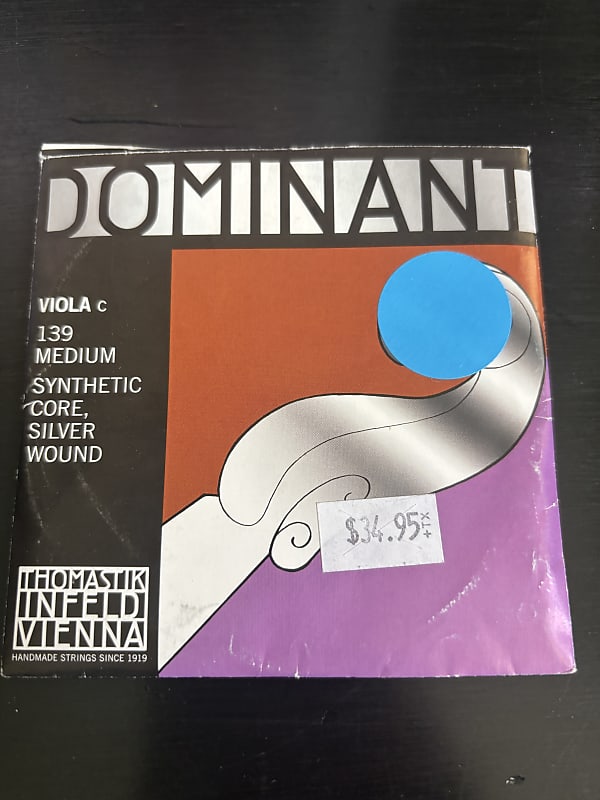 DOMINANT
VIOLA C
139
MEDIUM
SYNTHETIC
CORE,
SILVER
WOUND
$34.95 +TX
THOMASTIK
INFELD
VIENNA
HANDMADE STRINGS SINCE 1919